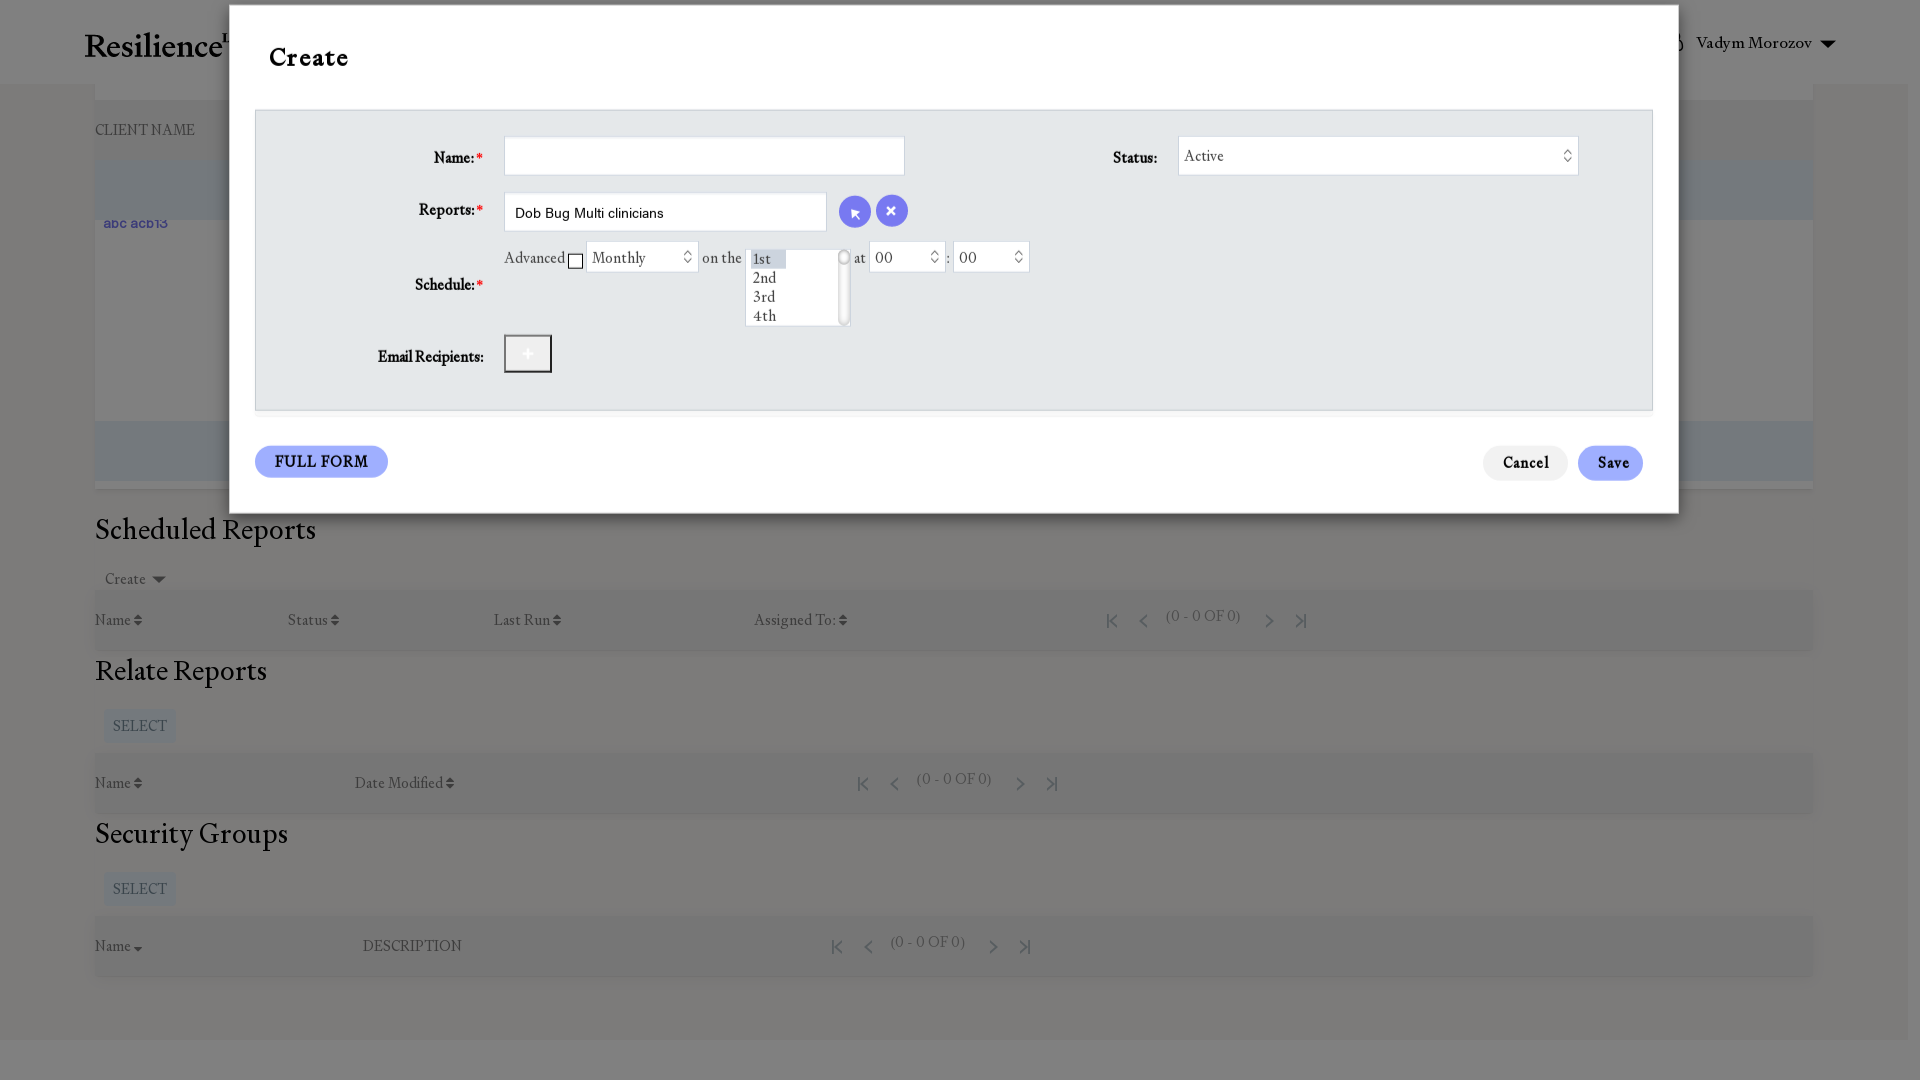 Resilience
Vadym Morozov
Create
CLIENT NAME
Name:*
Status:
Active
abc acb13
Reports:*
Dob Bug Multi clinicians
Schedule:*
Advanced Monthly on the 1st at 00 : 00
2nd
3rd
4th
Email Recipients:
+
FULL FORM
Cancel
Save
Scheduled Reports
Create
Name Status Last Run Assigned To: (0 - 0 OF 0)
Relate Reports
SELECT
Name Date Modified (0 - 0 OF 0)
Security Groups
SELECT
Name DESCRIPTION (0 - 0 OF 0)